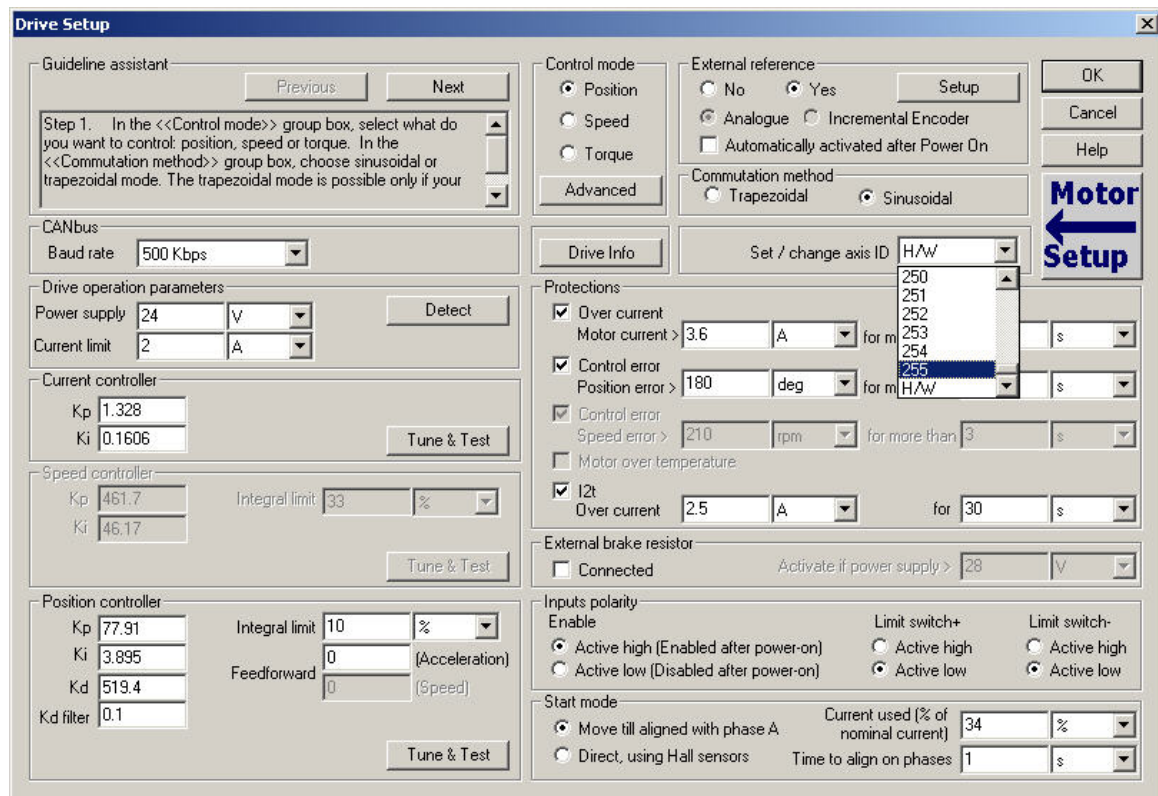 Drive Setup
Guideline assistant
Previous
Next
Step 1. In the <<Control mode>> group box, select what do
you want to control: position, speed or torque. In the
<<Commutation method>> group box, choose sinusoidal or
trapezoidal mode. The trapezoidal mode is possible only if your
Control mode
Position
Speed
Torque
Advanced
External reference
No
Yes
Setup
Analogue
Incremental Encoder
Automatically activated after Power On
Commutation method
Trapezoidal
Sinusoidal
OK
Cancel
Help
Motor
Setup
CANbus
Baud rate 500 Kbps
Drive Info
Set / change axis ID H/W
250
251
252
253
254
255
H/W
Drive operation parameters
Power supply 24 V
Detect
Current limit 2 A
Current controller
Kp 1.328
Ki 0.1606
Tune & Test
Speed controller
Kp 461.7
Integral limit 33 %
Ki 46.17
Tune & Test
Position controller
Kp 77.91
Integral limit 10 %
Ki 3.895
Feedforward
0 (Acceleration)
Kd 519.4
0 (Speed)
Kd filter 0.1
Tune & Test
Protections
Over current
Motor current > 3.6 A for m
s
Control error
Position error > 180 deg for m
s
Control error
Speed error > 210 rpm for more than 3 s
Motor over temperature
I2t
Over current 2.5 A for 30 s
External brake resistor
Connected
Activate if power supply > 28 V
Inputs polarity
Enable
Active high (Enabled after power-on)
Active low (Disabled after power-on)
Limit switch+
Active high
Active low
Limit switch-
Active high
Active low
Start mode
Move till aligned with phase A
Direct, using Hall sensors
Current used (% of
nominal current) 34 %
Time to align on phases 1 s